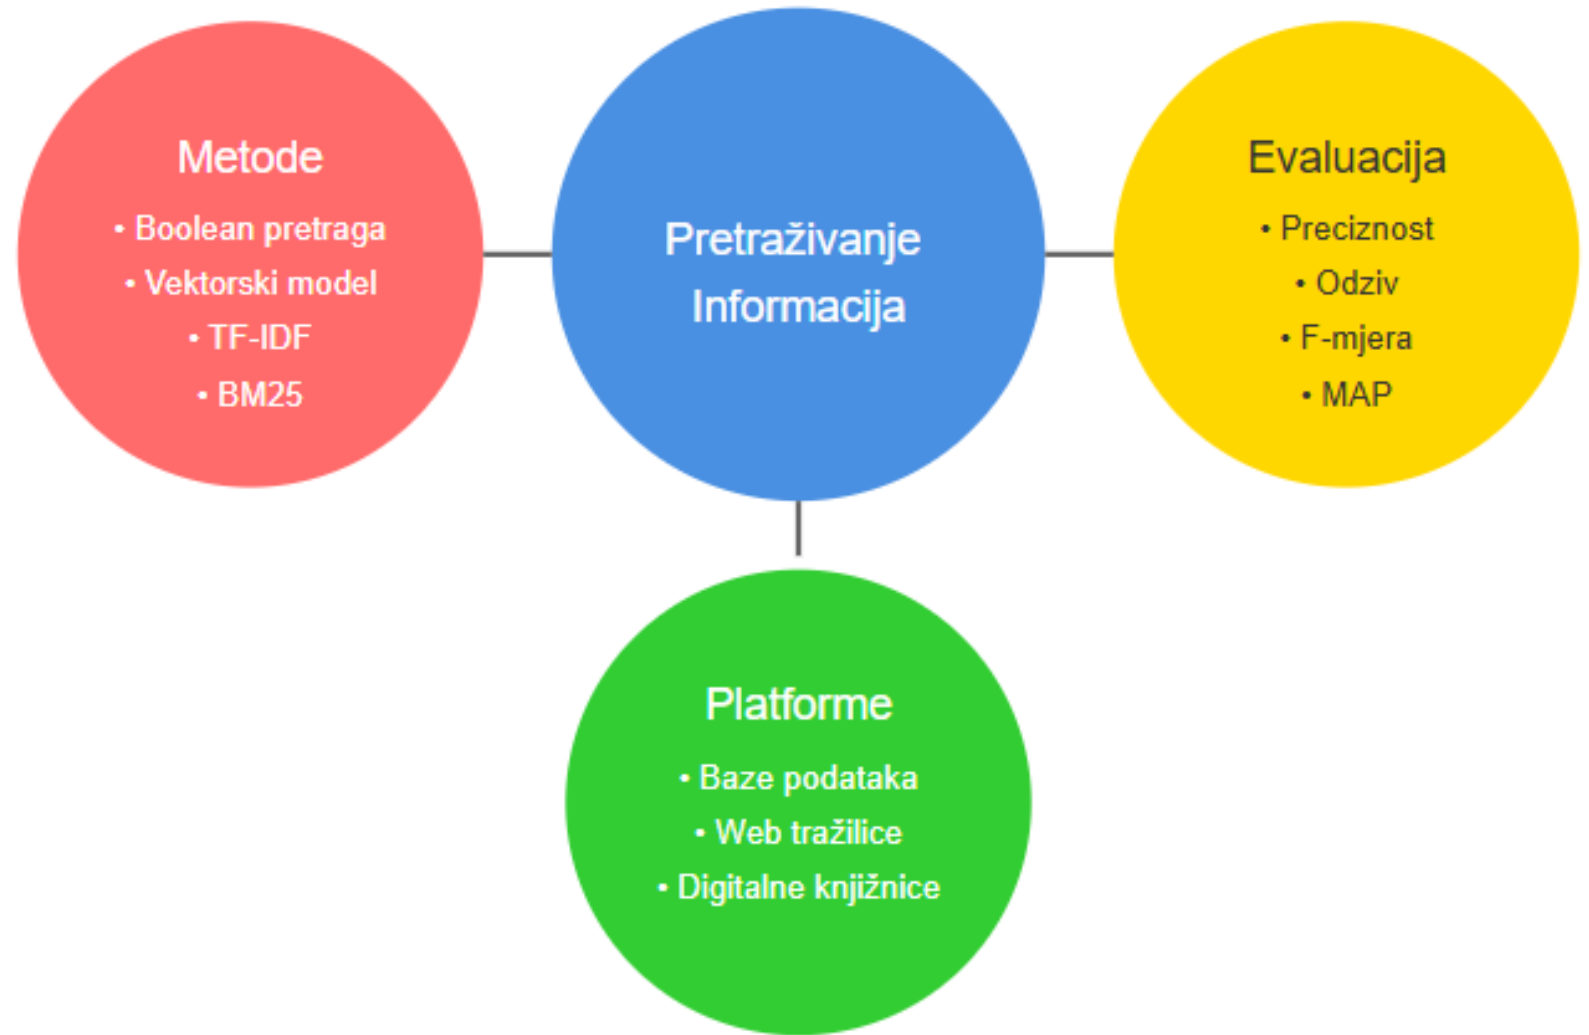 Metode
• Boolean pretraga
• Vektorski model
• TF-IDF
• BM25
Pretraživanje
Informacija
Evaluacija
• Preciznost
• Odziv
• F-mjera
• MAP
Platforme
• Baze podataka
• Web tražilice
• Digitalne knjižnice